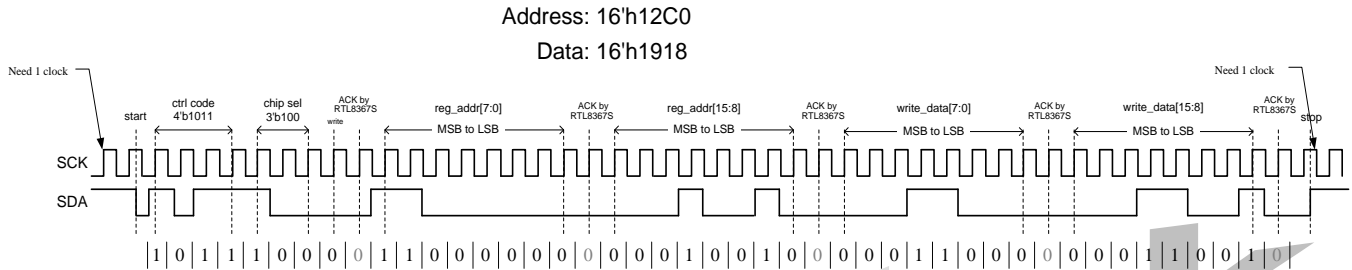 Address: 16'h12C0
Data: 16'h1918
Need 1 clock
Need 1 clock
start
ctrl code
4'b1011
chip sel
3'b100
write
ACK by
RTL8367S
reg_addr[7:0]
MSB to LSB
ACK by
RTL8367S
reg_addr[15:8]
MSB to LSB
ACK by
RTL8367S
write_data[7:0]
MSB to LSB
ACK by
RTL8367S
write_data[15:8]
MSB to LSB
ACK by
RTL8367S
stop
SCK
SDA
1 0 1 1 1 0 0 0 0 1 1 0 0 0 0 0 0 0 0 0 0 1 0 0 1 0 0 0 0 0 1 1 0 0 0 0 0 0 0 1 1 0 0 1 0